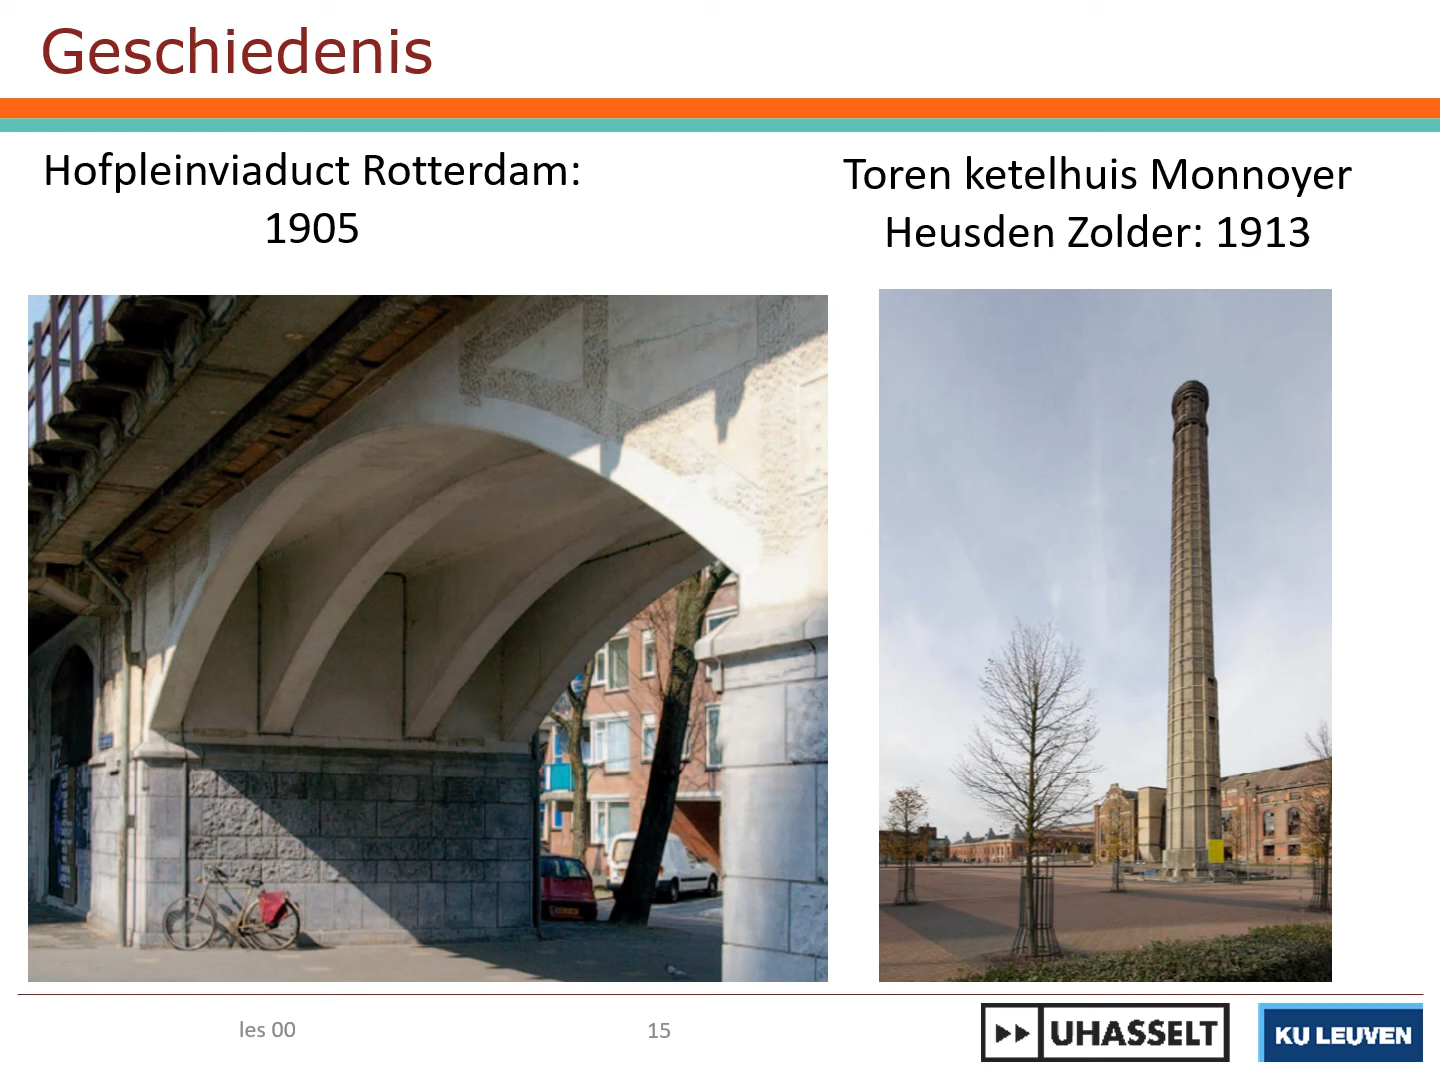 Geschiedenis
Hofpleinviaduct Rotterdam:
1905
Toren ketelhuis Monnoyer
Heusden Zolder: 1913
les 00
15
UHASSELT
KU LEUVEN